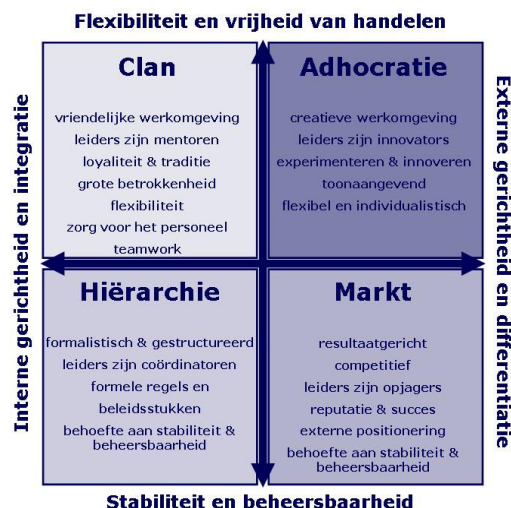 Flexibiliteit en vrijheid van handelen
Interne gerichtheid en integratie
Clan
vriendelijke werkomgeving
leiders zijn mentoren
loyaliteit & traditie
grote betrokkenheid
flexibiliteit
zorg voor het personeel
teamwork
Adhocratie
creatieve werkomgeving
leiders zijn innovators
experimenteren & innoveren
toonaangevend
flexibel en individualistisch
Externe gerichtheid en differentiatie
Hiërarchie
formalistisch & gestructureerd
leiders zijn coördinatoren
formele regels en
beleidsstukken
behoefte aan stabiliteit &
beheersbaarheid
Markt
resultaatgericht
competitief
leiders zijn opjagers
reputatie & succes
externe positionering
behoefte aan stabiliteit &
beheersbaarheid
Stabiliteit en beheersbaarheid